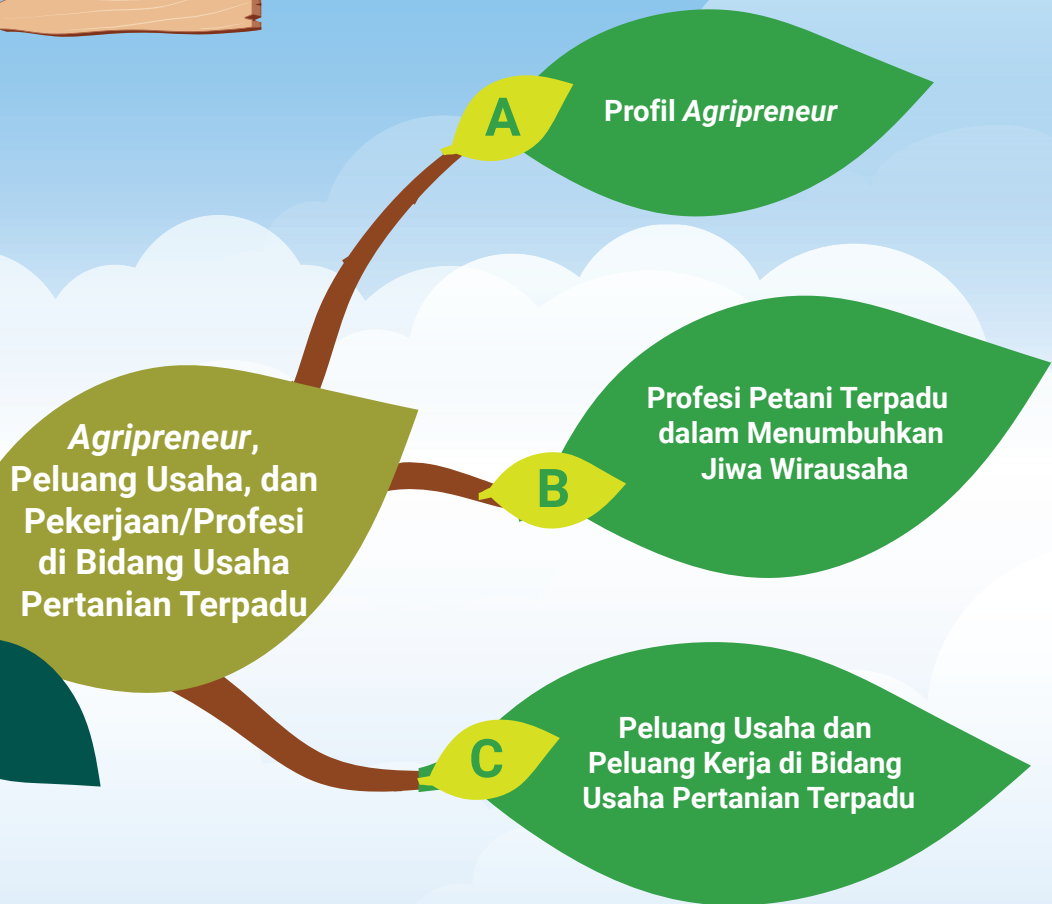 A
Profil Agripreneur
Agripreneur,
Peluang Usaha, dan
Pekerjaan/Profesi
di Bidang Usaha
Pertanian Terpadu
B
Profesi Petani Terpadu
dalam Menumbuhkan
Jiwa Wirausaha
C
Peluang Usaha dan
Peluang Kerja di Bidang
Usaha Pertanian Terpadu